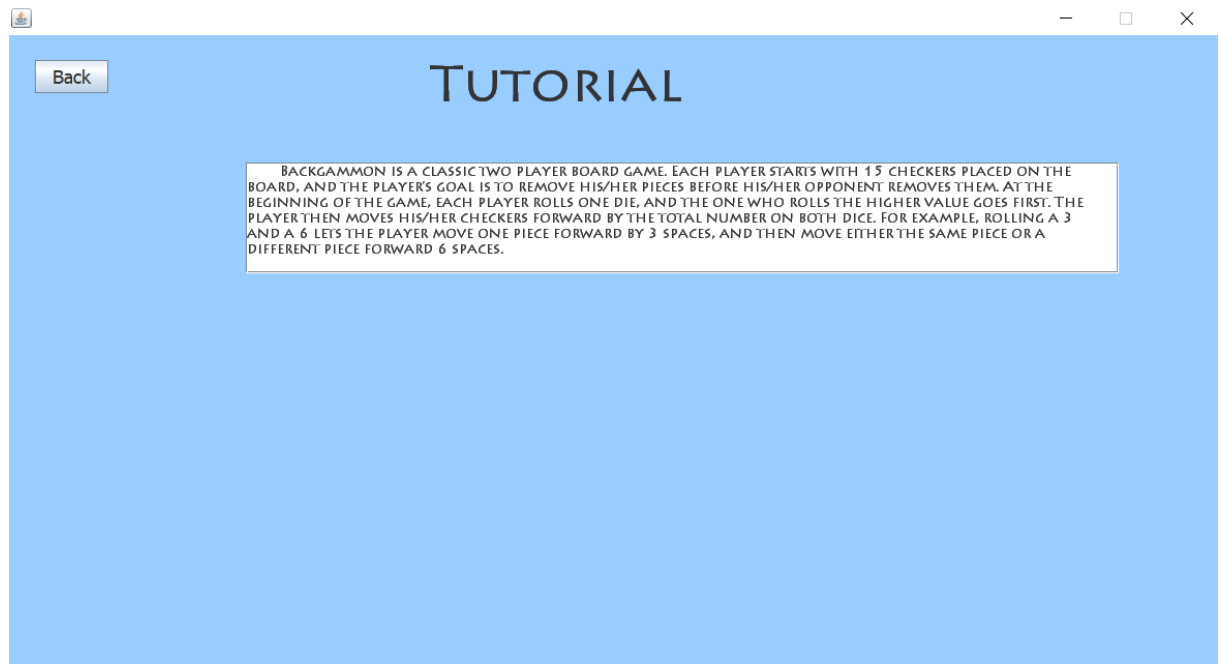 Back
Tutorial
Backgammon is a classic two player board game. Each player starts with 15 checkers placed on the
board, and the player's goal is to remove his/her pieces before his/her opponent removes them. At the
beginning of the game, each player rolls one die, and the one who rolls the higher value goes first. The
player then moves his/her checkers forward by the total number on both dice. For example, rolling a 3
and a 6 lets the player move one piece forward by 3 spaces, and then move either the same piece or a
different piece forward 6 spaces.